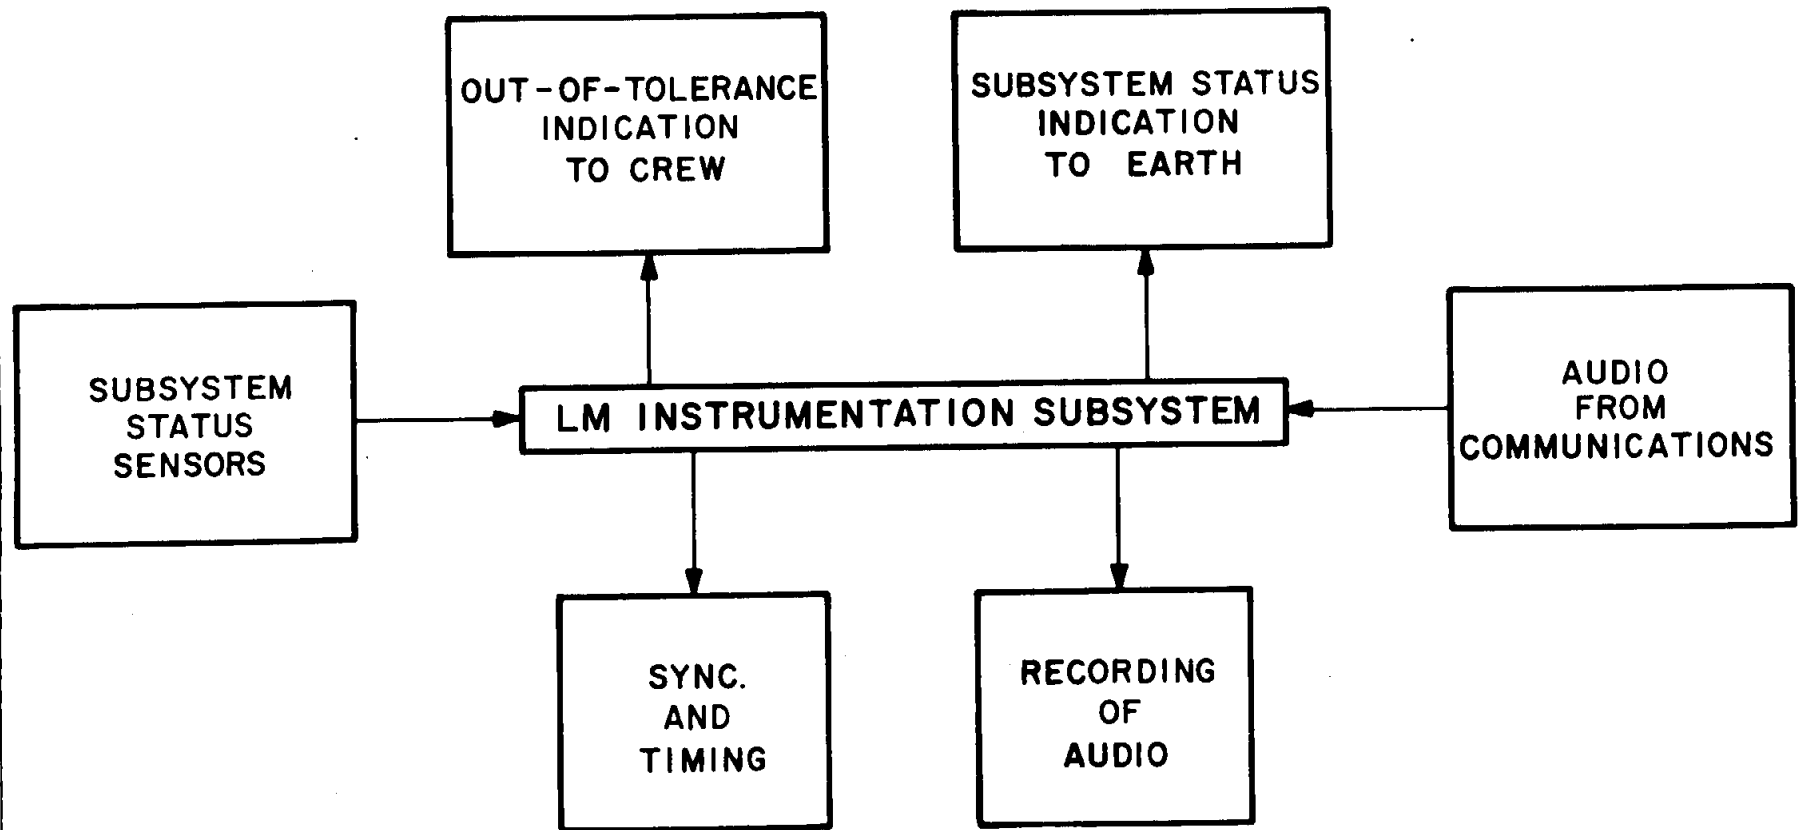 OUT-OF-TOLERANCE
INDICATION
TO CREW
SUBSYSTEM STATUS
INDICATION
TO EARTH
SUBSYSTEM
STATUS
SENSORS
LM INSTRUMENTATION SUBSYSTEM
AUDIO
FROM
COMMUNICATIONS
SYNC.
AND
TIMING
RECORDING
OF
AUDIO